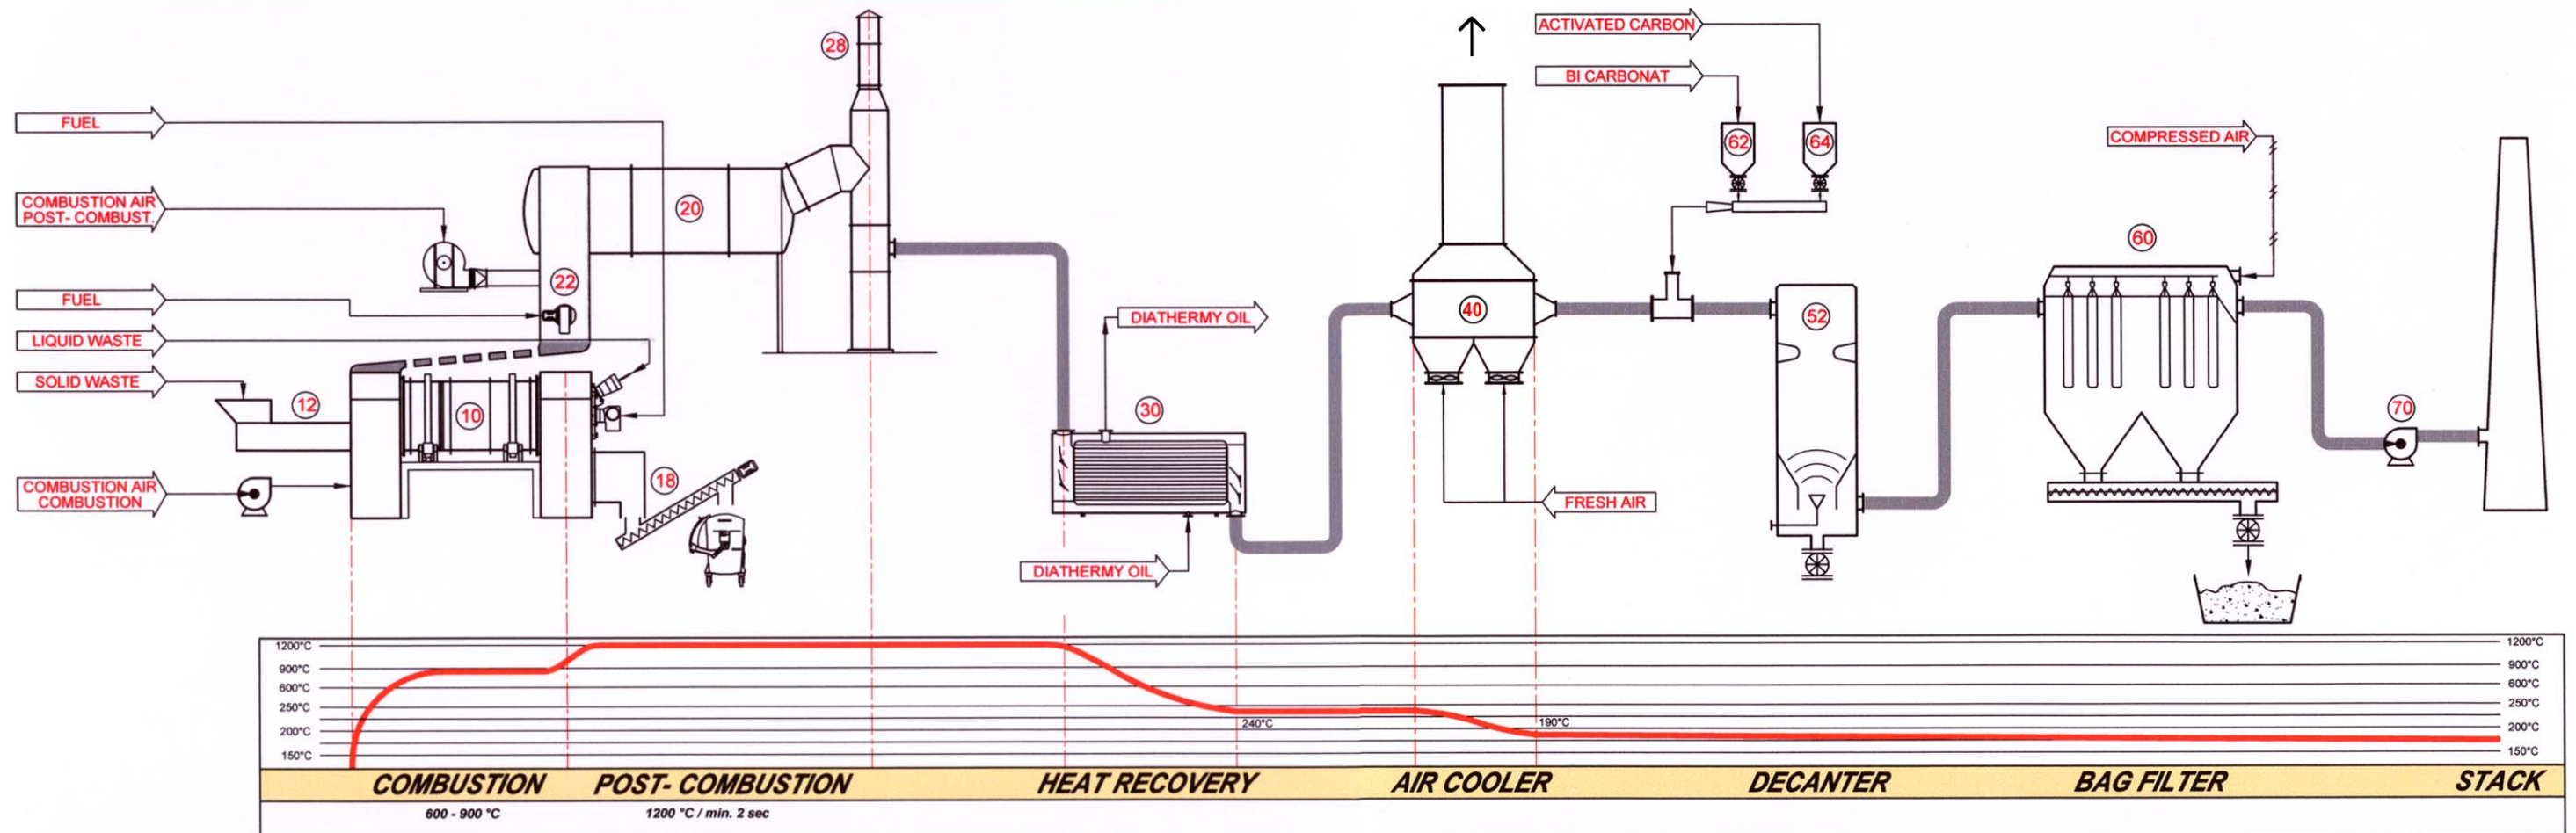 ACTIVATED CARBON
28
BI CARBONAT
FUEL
62
64
COMPRESSED AIR
COMBUSTION AIR
POST- COMBUST.
20
60
22
FUEL
DIATHERMY OIL
40
52
LIQUID WASTE
SOLID WASTE
12
10
30
70
18
COMBUSTION AIR
COMBUSTION
FRESH AIR
DIATHERMY OIL
1200°C
900°C
600°C
250°C
200°C
150°C
240°C
190°C
1200°C
900°C
600°C
250°C
200°C
150°C
COMBUSTION
POST- COMBUSTION
HEAT RECOVERY
AIR COOLER
DECANTER
BAG FILTER
STACK
600 - 900 °C
1200 °C / min. 2 sec